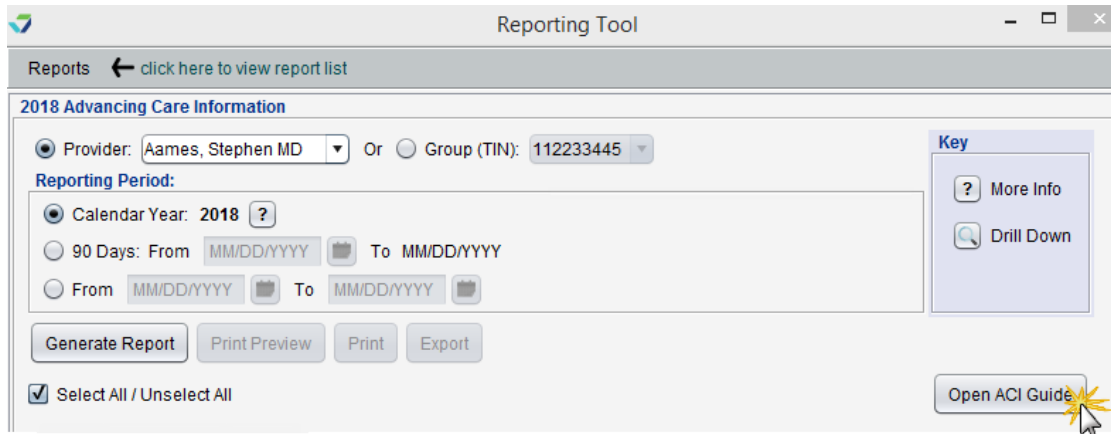 Reporting Tool
Reports click here to view report list
2018 Advancing Care Information
Provider: Aames, Stephen MD Or Group (TIN): 112233445
Key
? More Info
Drill Down
Reporting Period:
Calendar Year: 2018 ?
90 Days: From MM/DD/YYYY To MM/DD/YYYY
From MM/DD/YYYY To MM/DD/YYYY
Generate Report Print Preview Print Export
Select All / Unselect All
Open ACI Guide